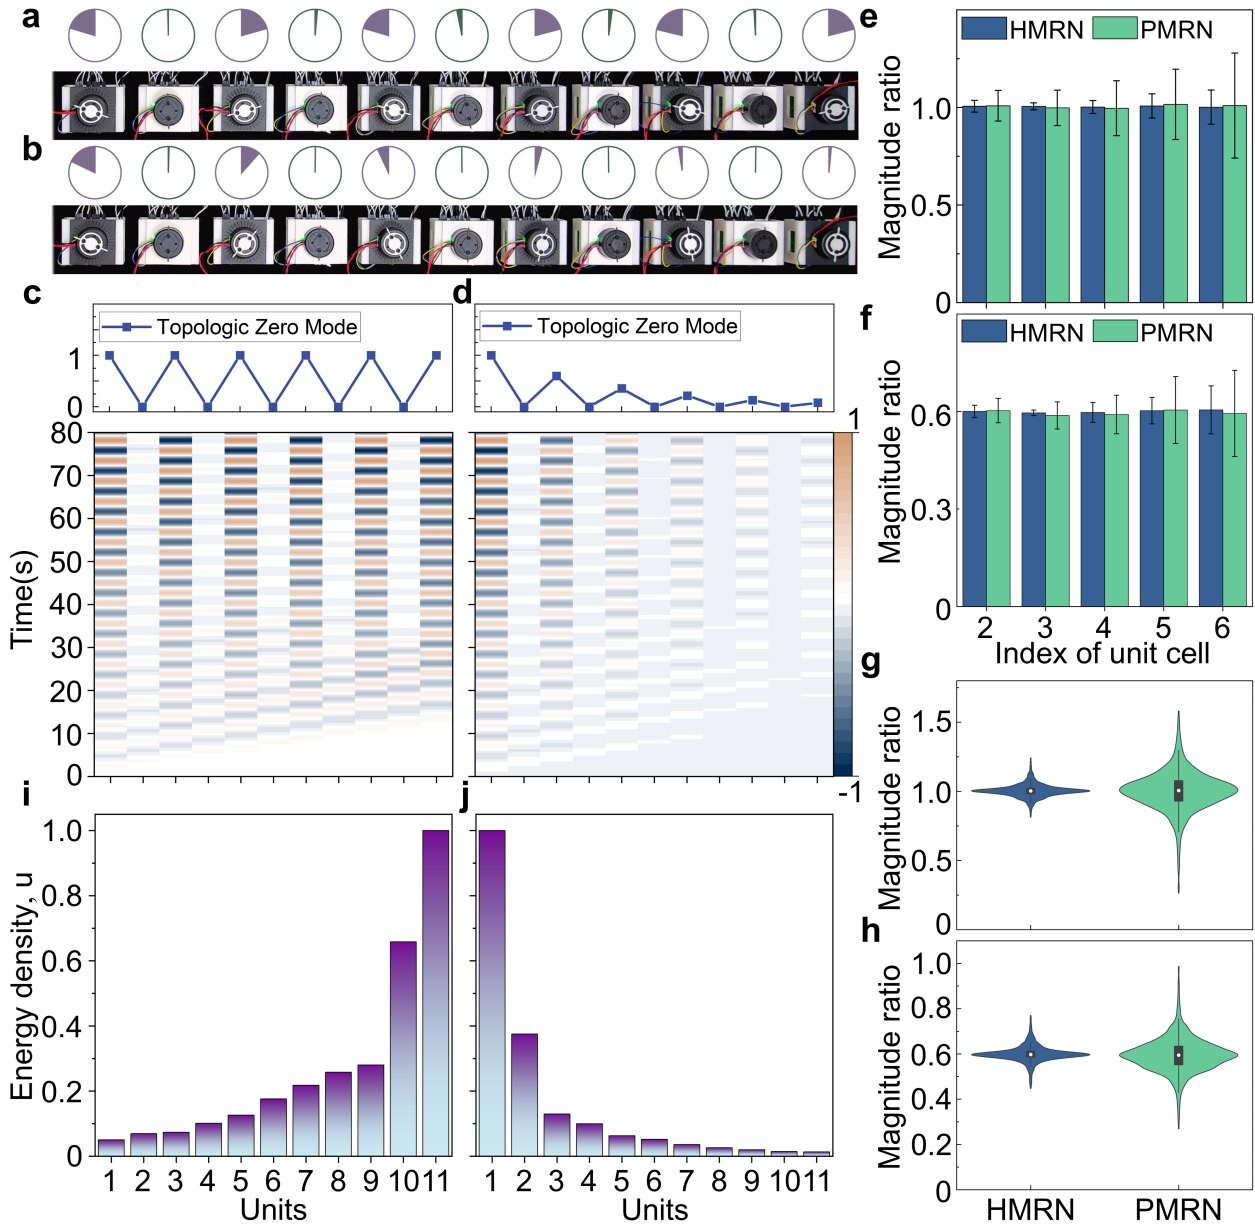 a
b
c
Topologic Zero Mode
1
0
d
Topologic Zero Mode
80
70
60
50
40
30
20
10
0
Time(s)
1
-1
e
HMRN PMRN
Magnitude ratio
1.0
0.5
0
f
HMRN PMRN
Magnitude ratio
0.6
0.3
0
2 3 4 5 6
Index of unit cell
g
Magnitude ratio
1.5
1.0
0.5
0
h
Magnitude ratio
1.0
0.8
0.6
0.4
0.2
0
HMRN PMRN
i
Energy density, u
1.0
0.8
0.6
0.4
0.2
0
1 2 3 4 5 6 7 8 9 10 11
Units
j
1 2 3 4 5 6 7 8 9 10 11
Units